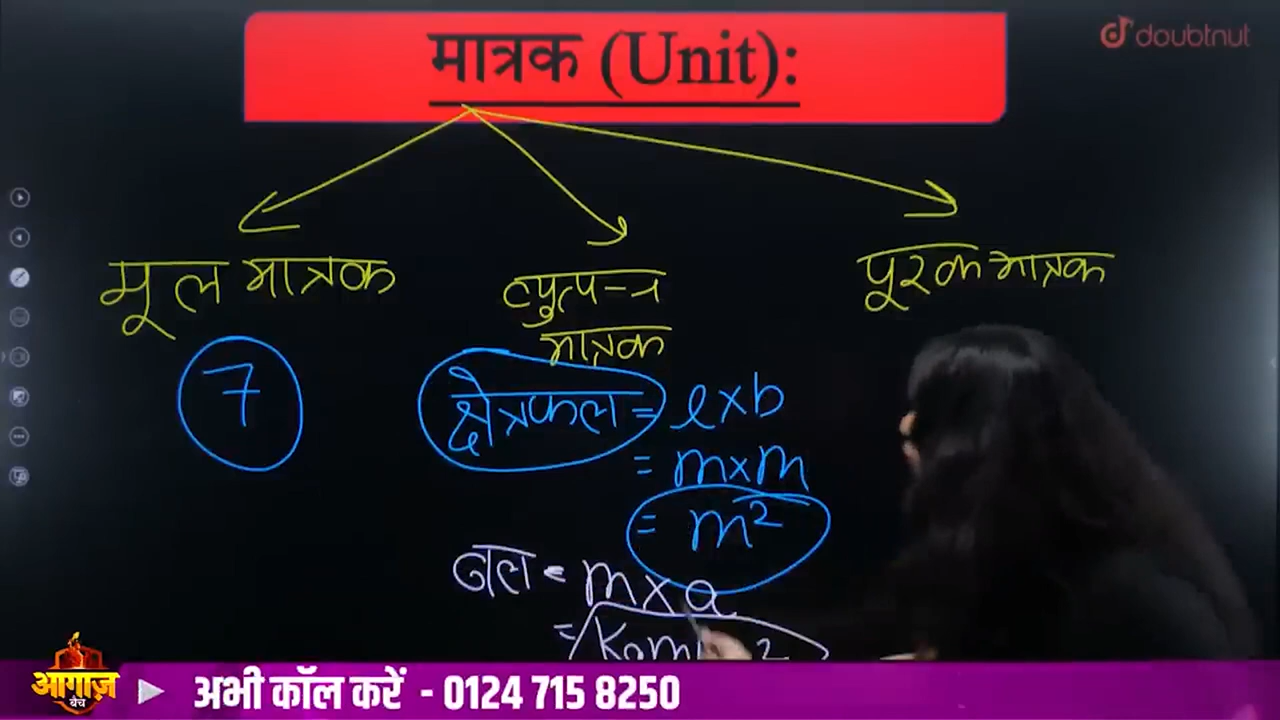 मात्रक (Unit):
doubtnut
मूल मात्रक
व्युत्पन्न
मात्रक
पूरक मात्रक
7
क्षेत्रफल = l×b
= m×m
= m²
बल = m×a
आगाज़
बैच
अभी कॉल करें - 0124 715 8250